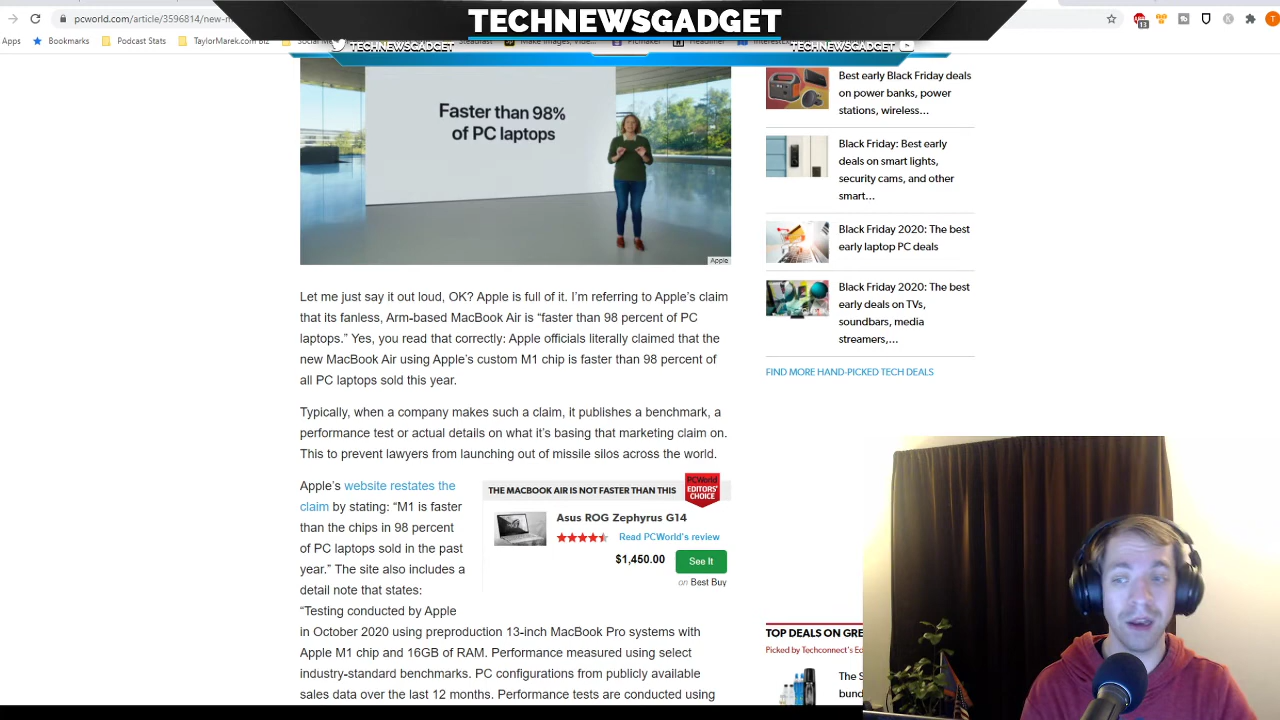 TECHNEWSGADGET
pcworld.com/article/3596814/new-m
13
T
Apps
Bookmarks
Podcast Stats
TaylorMarek.com Biz
TECHNEWSGADGET
TECHNEWSGADGET
Faster than 98%
of PC laptops
Apple
Let me just say it out loud, OK? Apple is full of it. I'm referring to Apple's claim
that its fanless, Arm-based MacBook Air is “faster than 98 percent of PC
laptops.” Yes, you read that correctly: Apple officials literally claimed that the
new MacBook Air using Apple's custom M1 chip is faster than 98 percent of
all PC laptops sold this year.
Typically, when a company makes such a claim, it publishes a benchmark, a
performance test or actual details on what it's basing that marketing claim on.
This to prevent lawyers from launching out of missile silos across the world.
Apple's website restates the
claim by stating: “M1 is faster
than the chips in 98 percent
of PC laptops sold in the past
year.” The site also includes a
detail note that states:
“Testing conducted by Apple
in October 2020 using preproduction 13-inch MacBook Pro systems with
Apple M1 chip and 16GB of RAM. Performance measured using select
industry-standard benchmarks. PC configurations from publicly available
sales data over the last 12 months. Performance tests are conducted using
THE MACBOOK AIR IS NOT FASTER THAN THIS
PCWorld
EDITORS'
CHOICE
Asus ROG Zephyrus G14
Read PCWorld's review
$1,450.00
See It
on Best Buy
Best early Black Friday deals
on power banks, power
stations, wireless...
Black Friday: Best early
deals on smart lights,
security cams, and other
smart...
Black Friday 2020: The best
early laptop PC deals
Black Friday 2020: The best
early deals on TVs,
soundbars, media
streamers,...
FIND MORE HAND-PICKED TECH DEALS
TOP DEALS ON GRE
Picked by Techconnect's Ed
The S
bund